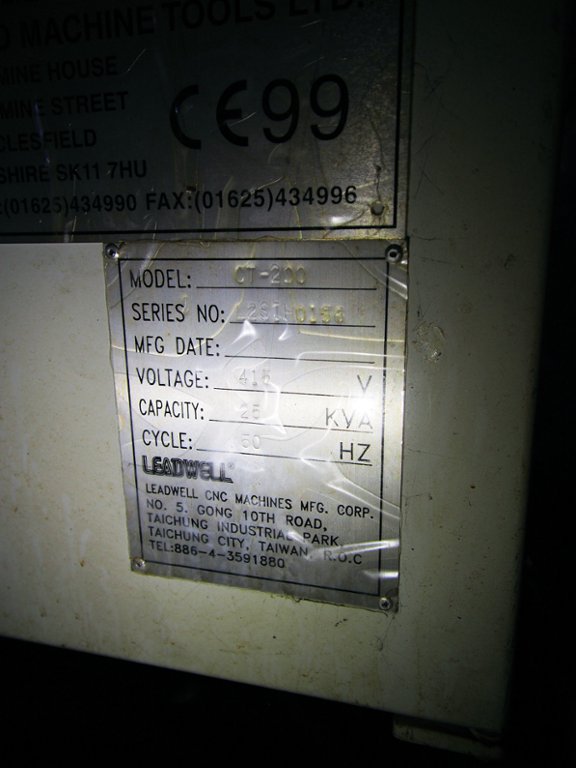 MACHINE TOOLS LTD.
MINE HOUSE
MINE STREET
CLESFIELD
SHIRE SK11 7HU
CE99
:(01625)434990 FAX:(01625)434996
MODEL: CT-200
SERIES NO:
MFG DATE:
VOLTAGE: 415 V
CAPACITY: 25 KVA
CYCLE: 50 HZ
LEADWELL
LEADWELL CNC MACHINES MFG. CORP.
NO. 5. GONG 10TH ROAD,
TAICHUNG INDUSTRIAL PARK
TAICHUNG CITY, TAIWAN, R.O.C
TEL:886-4-3591880